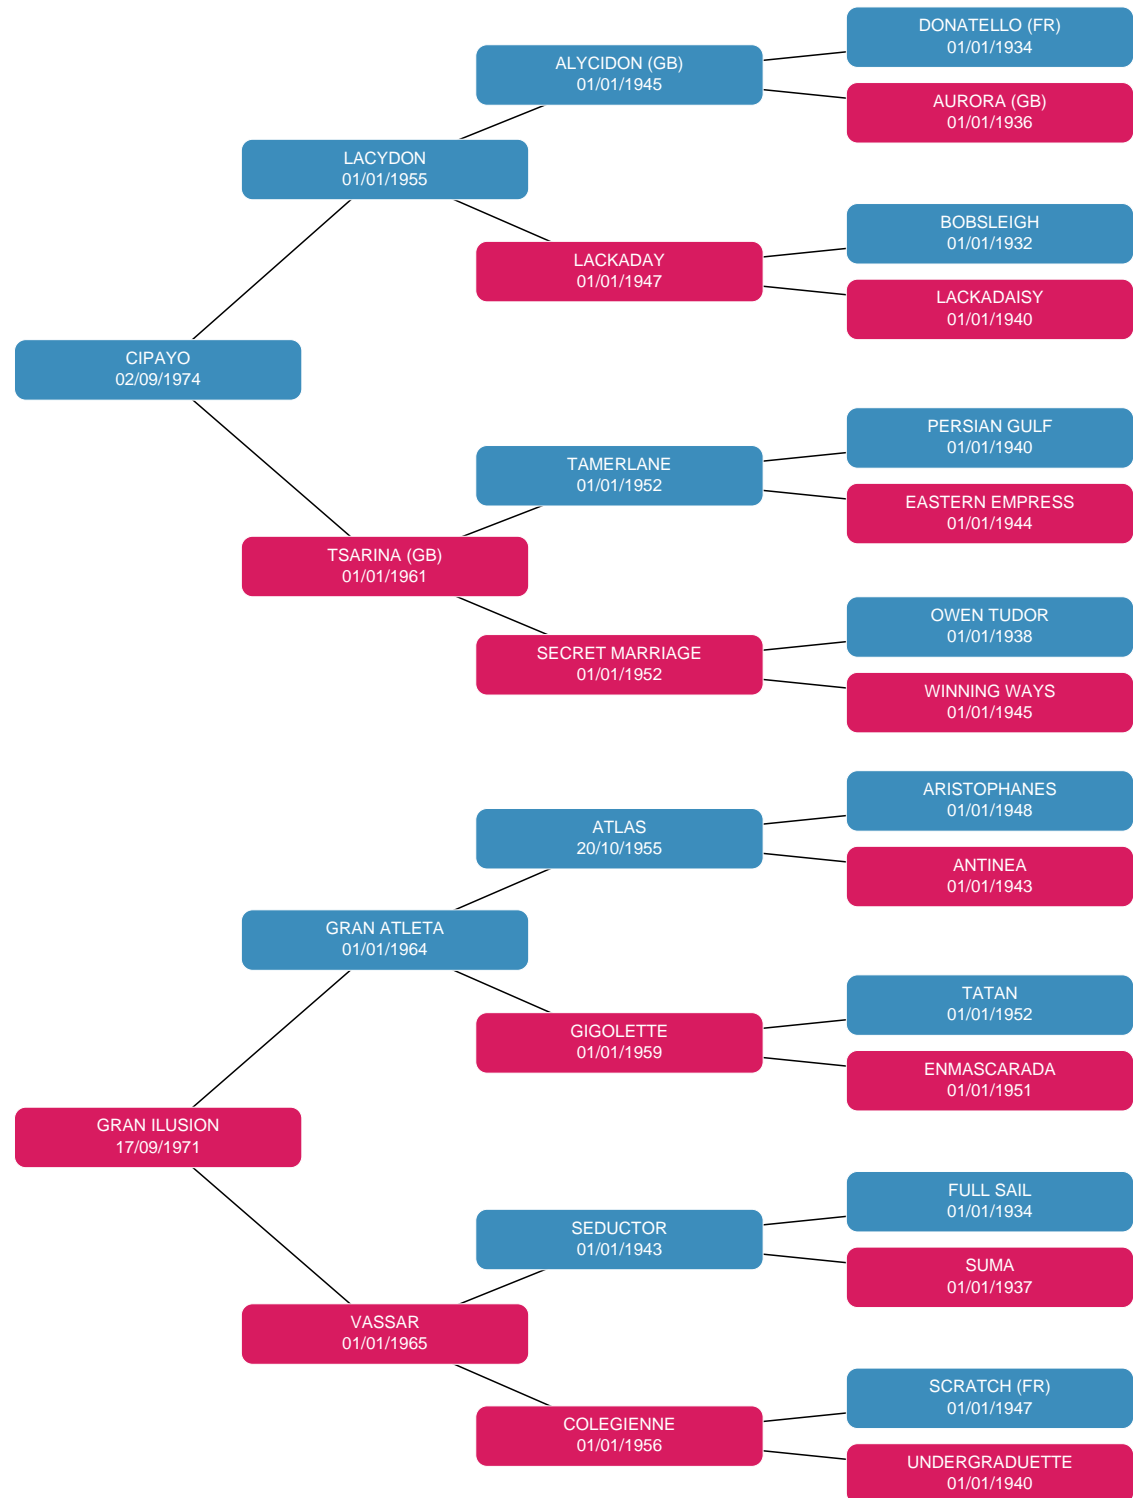 DONATELLO (FR)
01/01/1934
ALYCIDON (GB)
01/01/1945
AURORA (GB)
01/01/1936
LACYDON
01/01/1955
BOBSLEIGH
01/01/1932
LACKADAY
01/01/1947
LACKADAISY
01/01/1940
CIPAYO
02/09/1974
PERSIAN GULF
01/01/1940
TAMERLANE
01/01/1952
EASTERN EMPRESS
01/01/1944
TSARINA (GB)
01/01/1961
OWEN TUDOR
01/01/1938
SECRET MARRIAGE
01/01/1952
WINNING WAYS
01/01/1945
ARISTOPHANES
01/01/1948
ATLAS
20/10/1955
ANTINEA
01/01/1943
GRAN ATLETA
01/01/1964
TATAN
01/01/1952
GIGOLETTE
01/01/1959
ENMASCARADA
01/01/1951
GRAN ILUSION
17/09/1971
FULL SAIL
01/01/1934
SEDUCTOR
01/01/1943
SUMA
01/01/1937
VASSAR
01/01/1965
SCRATCH (FR)
01/01/1947
COLEGIENNE
01/01/1956
UNDERGRADUETTE
01/01/1940